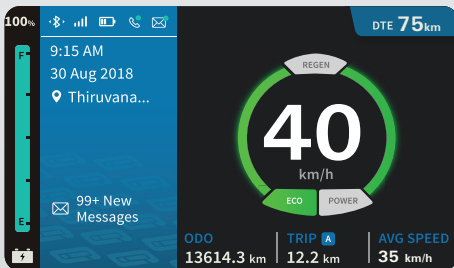 100%
F
E
9:15 AM
30 Aug 2018
Thiruvana...
99+ New
Messages
DTE 75km
REGEN
40
km/h
ECO
POWER
ODO
13614.3 km
TRIP A
12.2 km
AVG SPEED
35 km/h